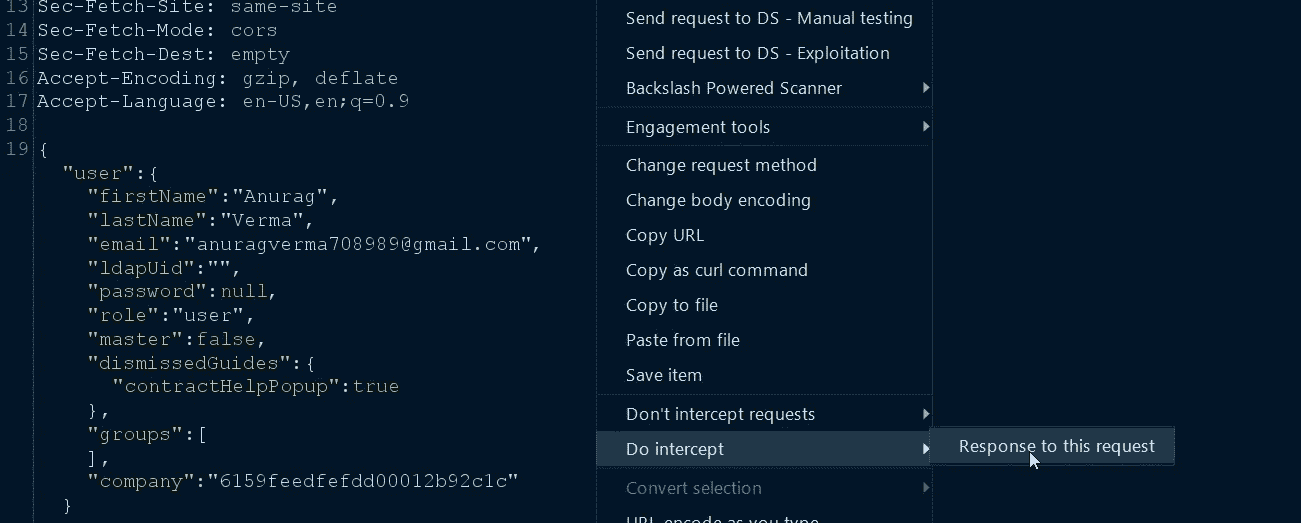 13 Sec-Fetch-Site: same-site
14 Sec-Fetch-Mode: cors
15 Sec-Fetch-Dest: empty
16 Accept-Encoding: gzip, deflate
17 Accept-Language: en-US,en;q=0.9
18
19 {
"user":{
"firstName":"Anurag",
"lastName":"Verma",
"email":"anuragverma708989@gmail.com",
"ldapUid":"",
"password":null,
"role":"user",
"master":false,
"dismissedGuides":{
"contractHelpPopup":true
},
"groups":[
],
"company":"6159feedfefdd00012b92c1c"
}
Send request to DS - Manual testing
Send request to DS - Exploitation
Backslash Powered Scanner
Engagement tools
Change request method
Change body encoding
Copy URL
Copy as curl command
Copy to file
Paste from file
Save item
Don't intercept requests
Do intercept
Response to this request
Convert selection
URL-encode as you type